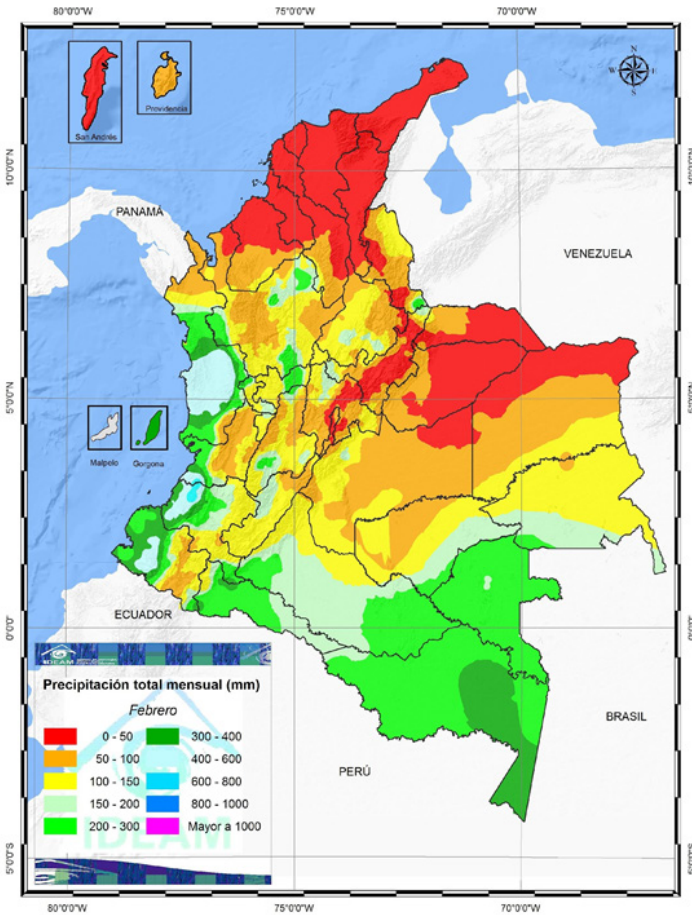 80°0'0"W 75°0'0"W 70°0'0"W
San Andrés
Providencia
N
W E
S
10°0'0"N
PANAMÁ
VENEZUELA
5°0'0"N
Malpelo
Gorgona
ECUADOR
0°0'0"
IDEAM
Precipitación total mensual (mm)
Febrero
0 - 50 300 - 400
50 - 100 400 - 600
100 - 150 600 - 800
150 - 200 800 - 1000
200 - 300 Mayor a 1000
IDEAM
BRASIL
PERÚ
5°0'0"S
80°0'0"W 75°0'0"W 70°0'0"W